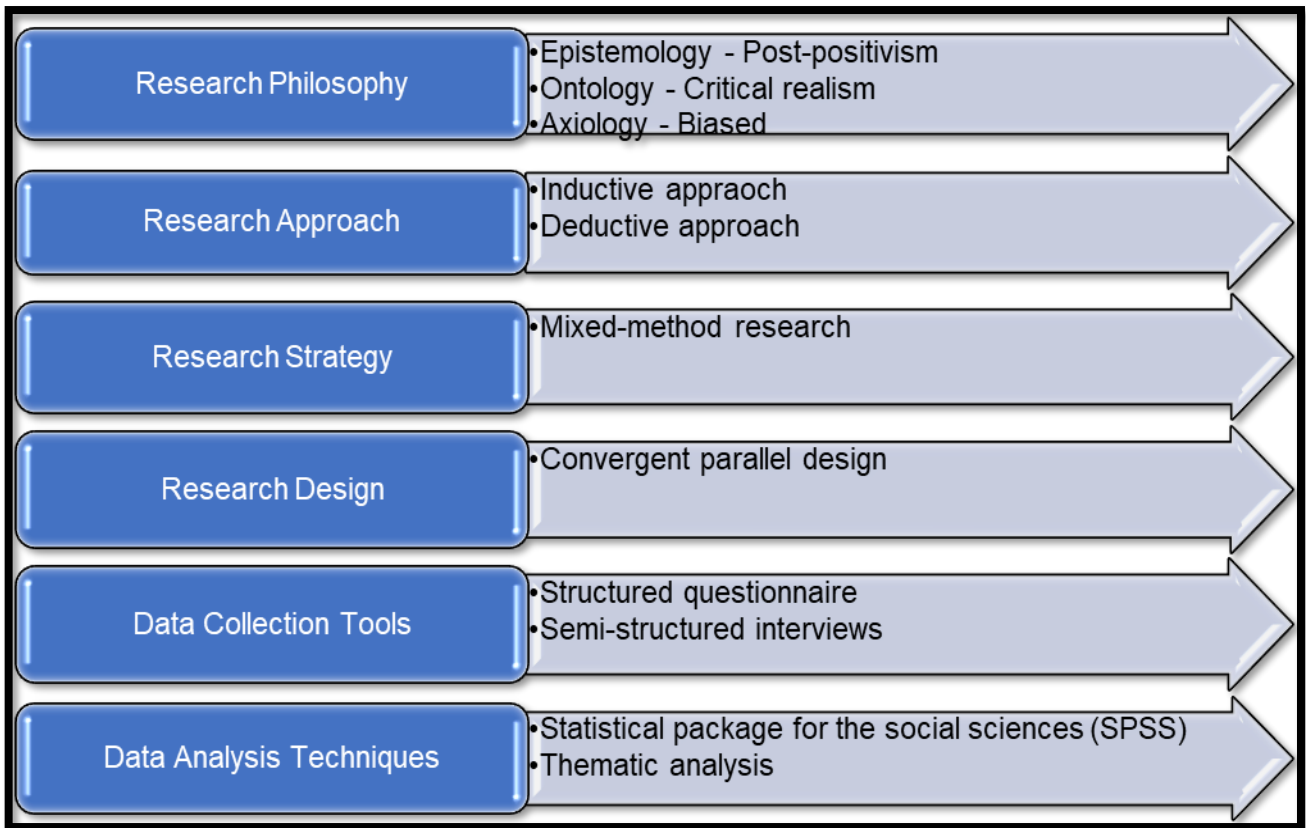 Research Philosophy
•Epistemology - Post-positivism
•Ontology - Critical realism
•Axiology - Biased
Research Approach
•Inductive appraoch
•Deductive approach
Research Strategy
•Mixed-method research
Research Design
•Convergent parallel design
Data Collection Tools
•Structured questionnaire
•Semi-structured interviews
Data Analysis Techniques
•Statistical package for the social sciences (SPSS)
•Thematic analysis